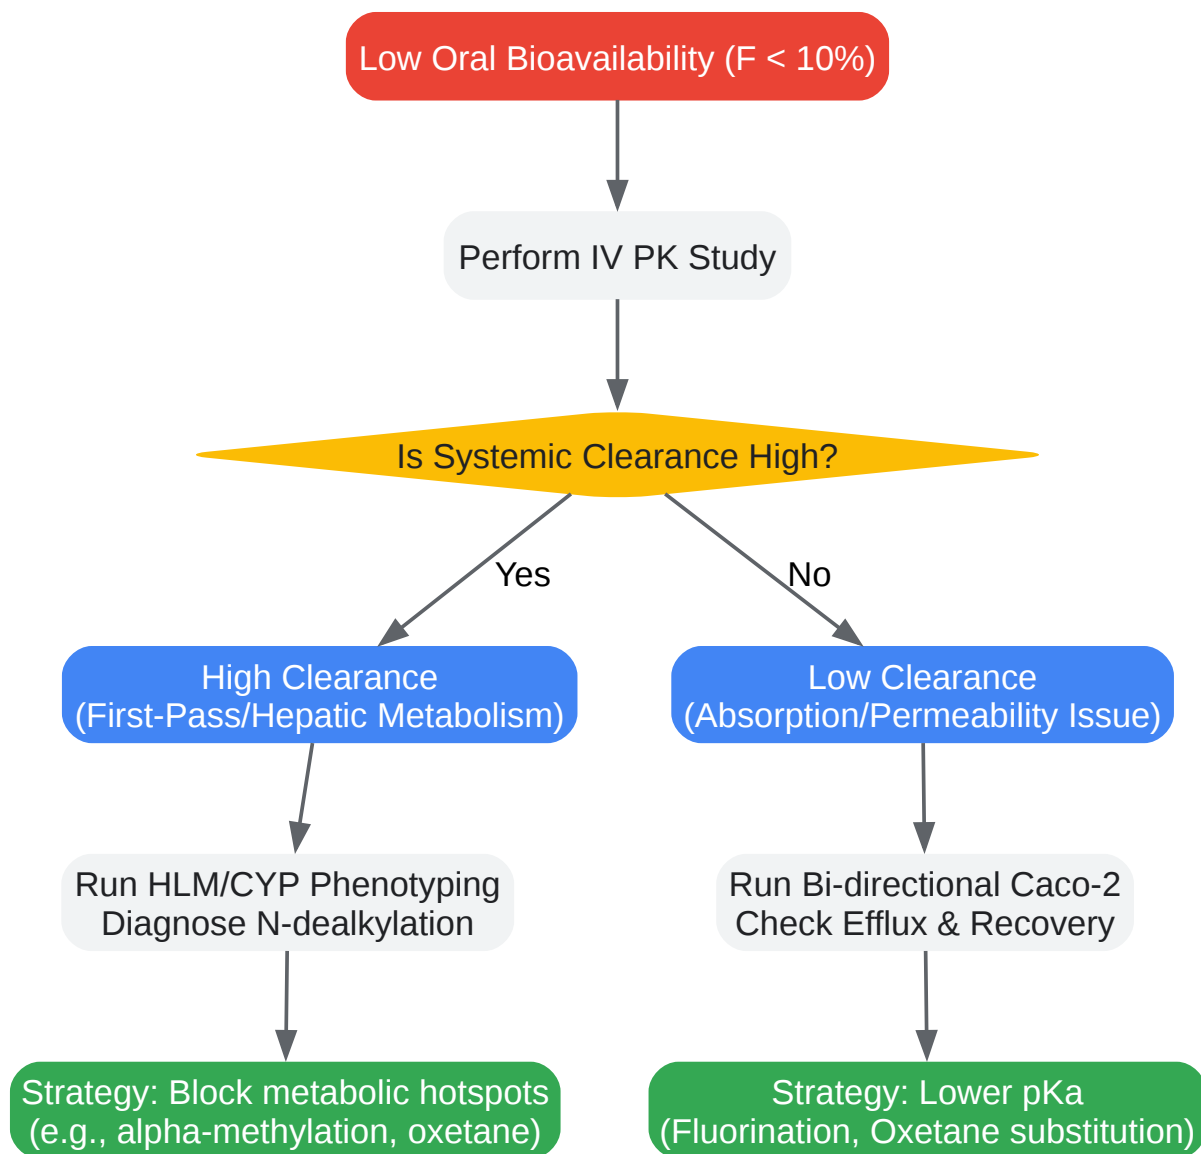 Low Oral Bioavailability (F < 10%)
Perform IV PK Study
Is Systemic Clearance High?
Yes
No
High Clearance
(First-Pass/Hepatic Metabolism)
Low Clearance
(Absorption/Permeability Issue)
Run HLM/CYP Phenotyping
Diagnose N-dealkylation
Run Bi-directional Caco-2
Check Efflux & Recovery
Strategy: Block metabolic hotspots
(e.g., alpha-methylation, oxetane)
Strategy: Lower pKa
(Fluorination, Oxetane substitution)